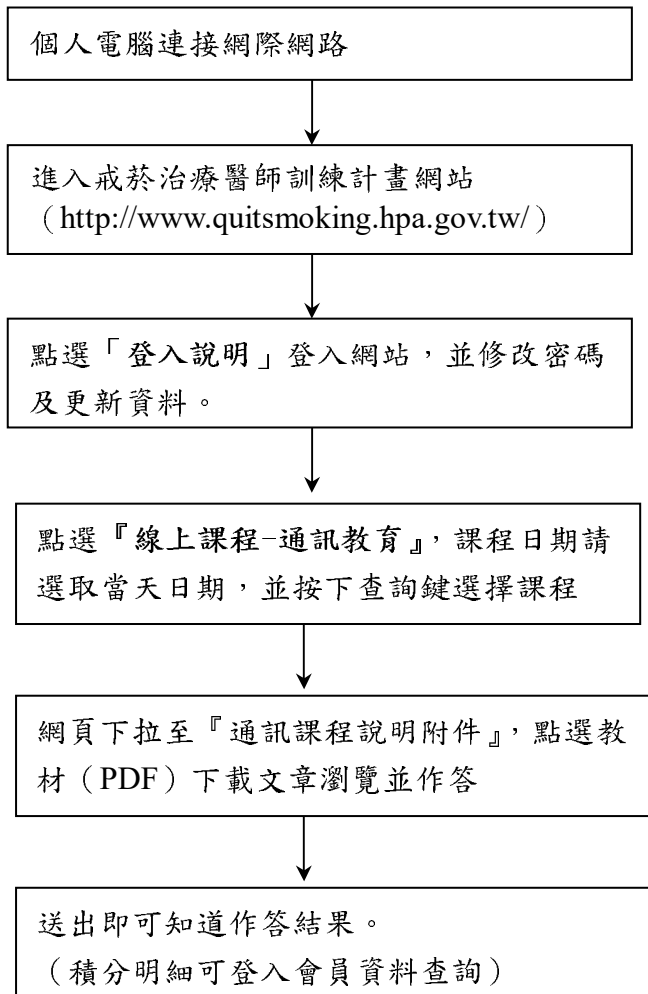 個人電腦連接網際網路
進入戒菸治療醫師訓練計畫網站
（http://www.quitsmoking.hpa.gov.tw/）
點選「登入說明」登入網站，並修改密碼
及更新資料。
點選『線上課程-通訊教育』，課程日期請
選取當天日期，並按下查詢鍵選擇課程
網頁下拉至『通訊課程說明附件』，點選教
材（PDF）下載文章瀏覽並作答
送出即可知道作答結果。
（積分明細可登入會員資料查詢）